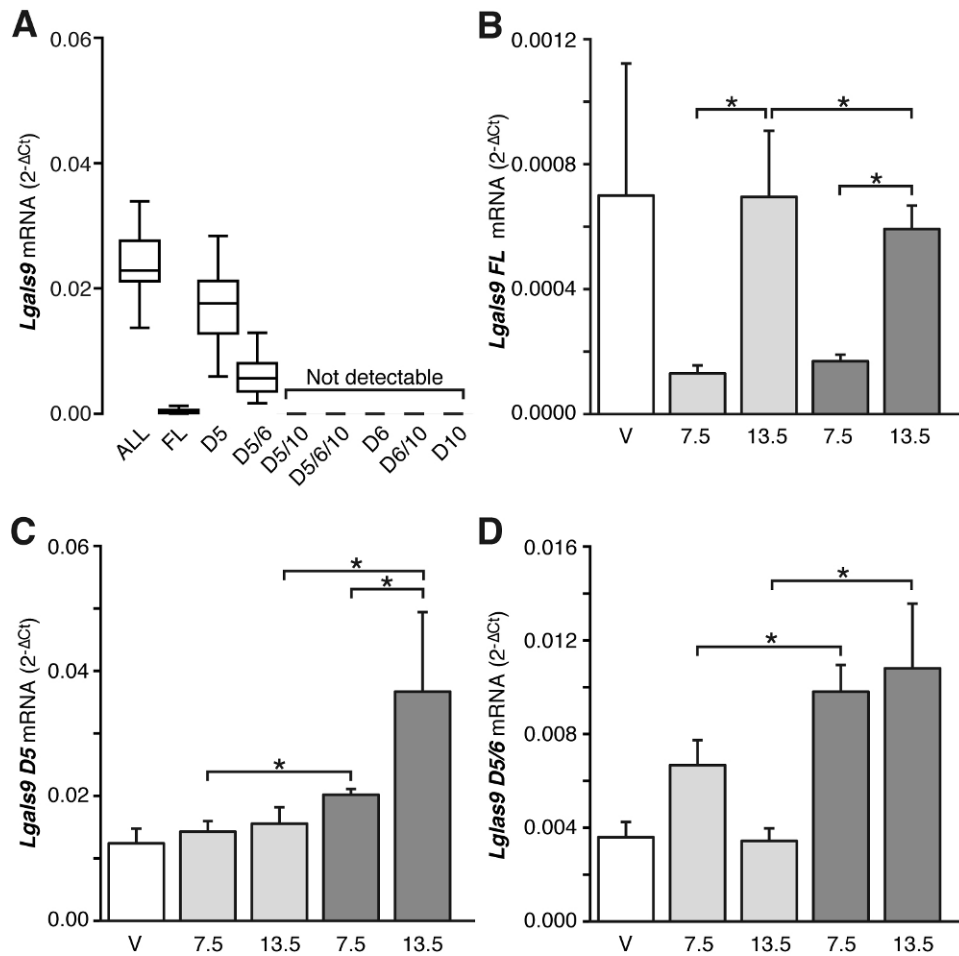 A
Lgals9 mRNA (2-ΔCt)
0.06
0.04
0.02
0.00
Not detectable
ALL FL D5 D5/6 D5/10 D5/6/10 D6 D6/10 D10
B
Lgals9 FL mRNA (2-ΔCt)
0.0012
0.0008
0.0004
0.0000
* *
*
V 7.5 13.5 7.5 13.5
C
Lgals9 D5 mRNA (2-ΔCt)
0.06
0.04
0.02
0.00
*
*
*
V 7.5 13.5 7.5 13.5
D
Lglas9 D5/6 mRNA (2-ΔCt)
0.016
0.012
0.008
0.004
0.000
*
*
V 7.5 13.5 7.5 13.5